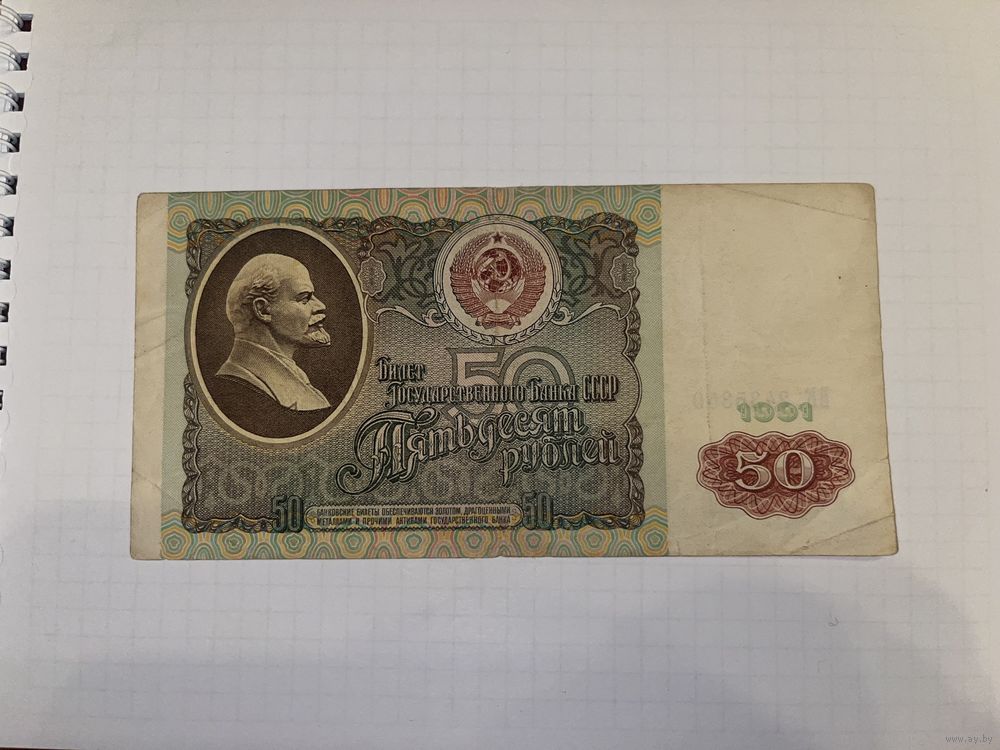 Билет
Государственного Банка СССР
50
Пятьдесят
рублей
50 БАНКОВСКИЕ БИЛЕТЫ ОБЕСПЕЧИВАЮТСЯ ЗОЛОТОМ, ДРАГОЦЕННЫМИ
МЕТАЛЛАМИ И ПРОЧИМИ АКТИВАМИ ГОСУДАРСТВЕННОГО БАНКА 50
1991
50
www.ay.by